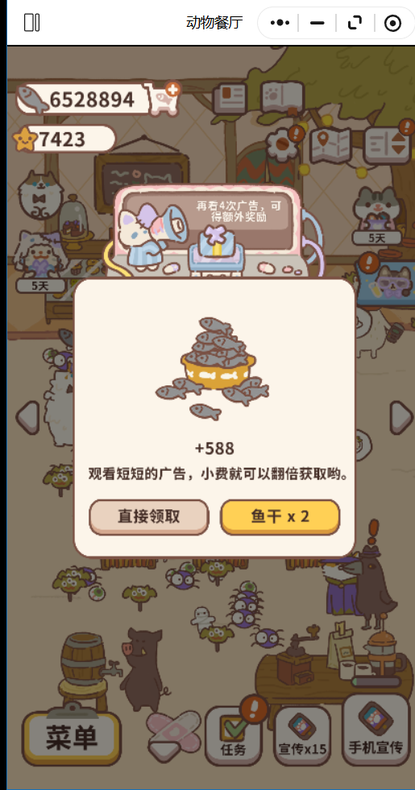 动物餐厅
6528894
7423
再看4次广告，可
得额外奖励
5天
5天
+588
观看短短的广告，小费就可以翻倍获取哟。
直接领取
鱼干 x 2
菜单
任务
宣传x15
手机宣传